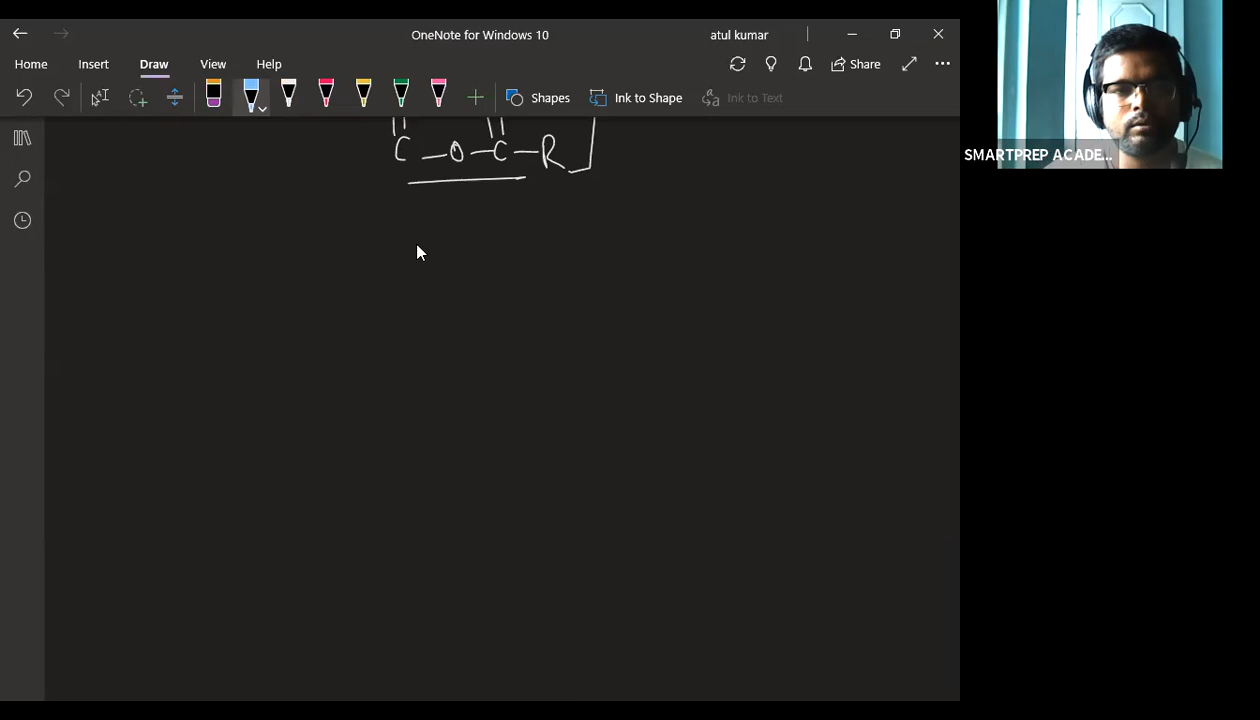 OneNote for Windows 10
atul kumar
Home
Insert
Draw
View
Help
Share
Shapes
Ink to Shape
Ink to Text
C — O — C — R
SMARTPREP ACADE...